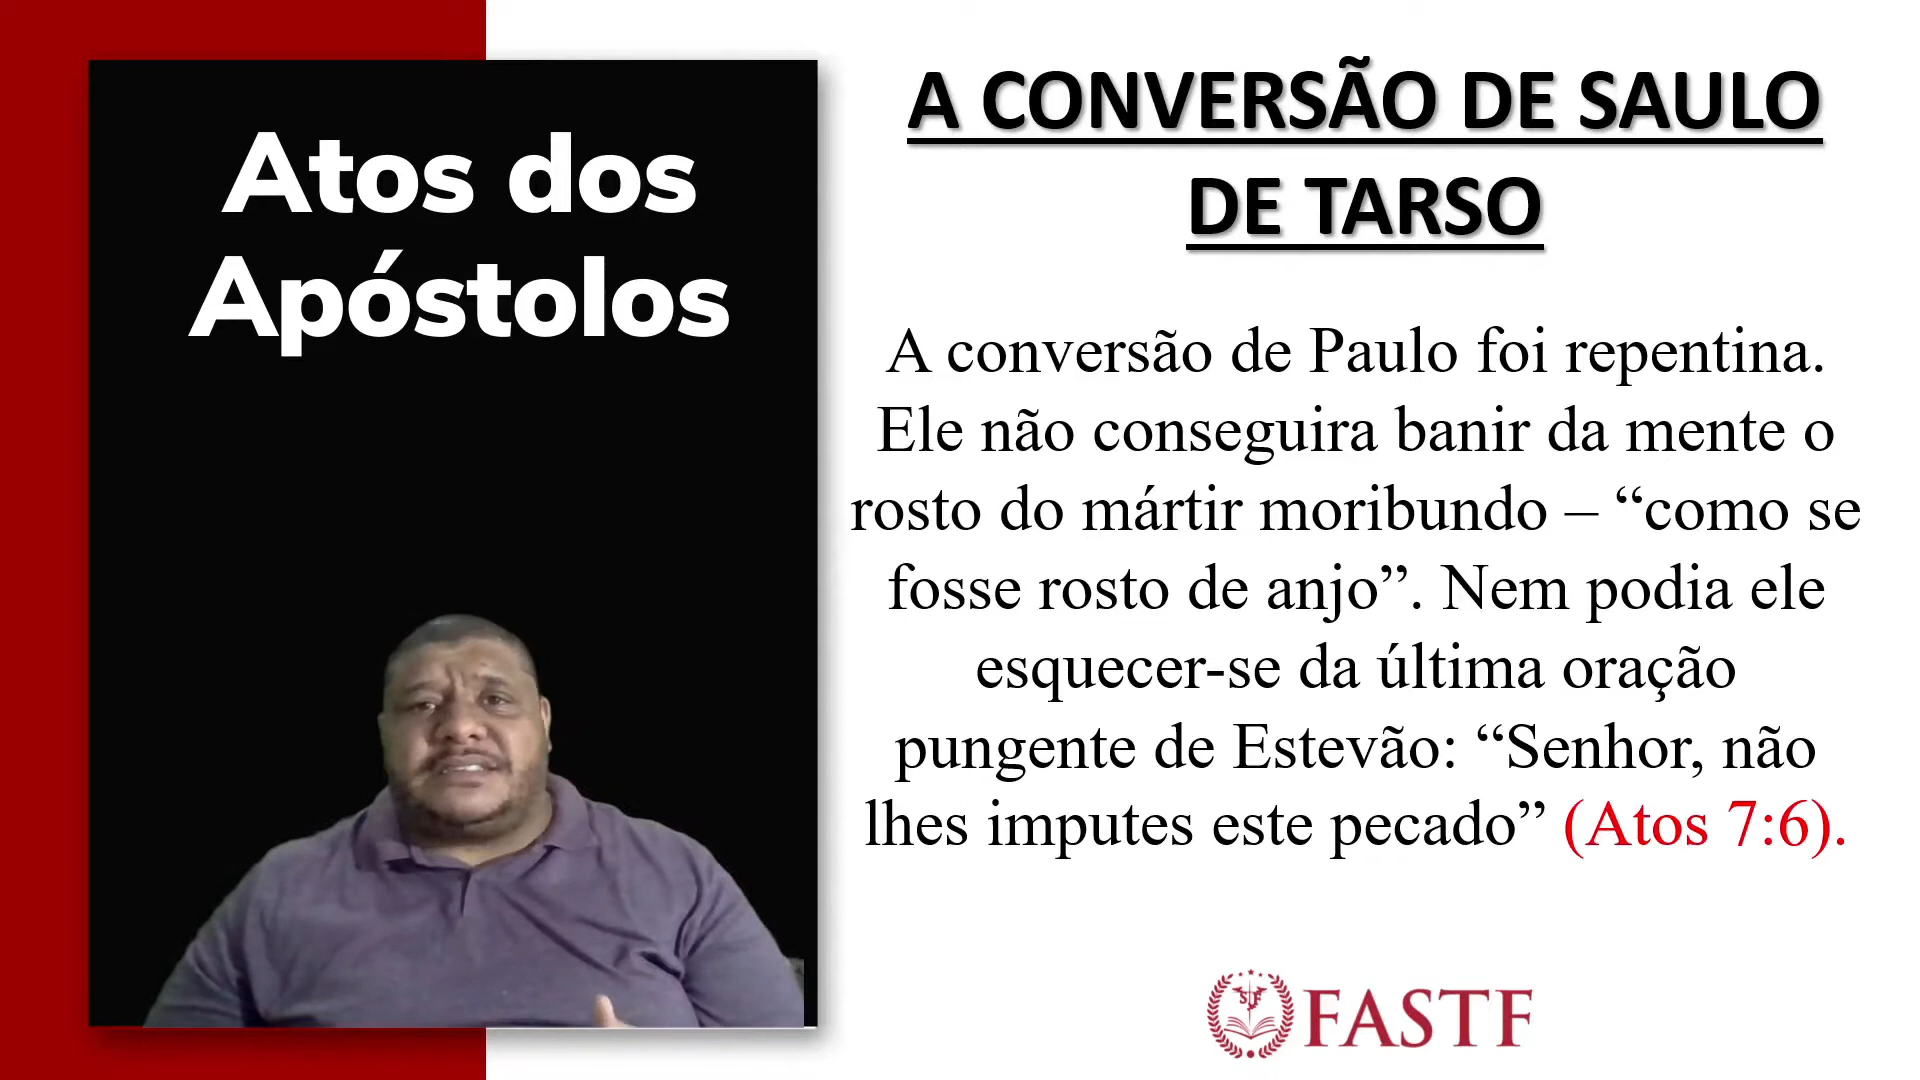 Atos dos
Apóstolos
A CONVERSÃO DE SAULO
DE TARSO
A conversão de Paulo foi repentina.
Ele não conseguira banir da mente o
rosto do mártir moribundo – “como se
fosse rosto de anjo”. Nem podia ele
esquecer-se da última oração
pungente de Estevão: “Senhor, não
lhes imputes este pecado” (Atos 7:6).
FASTF